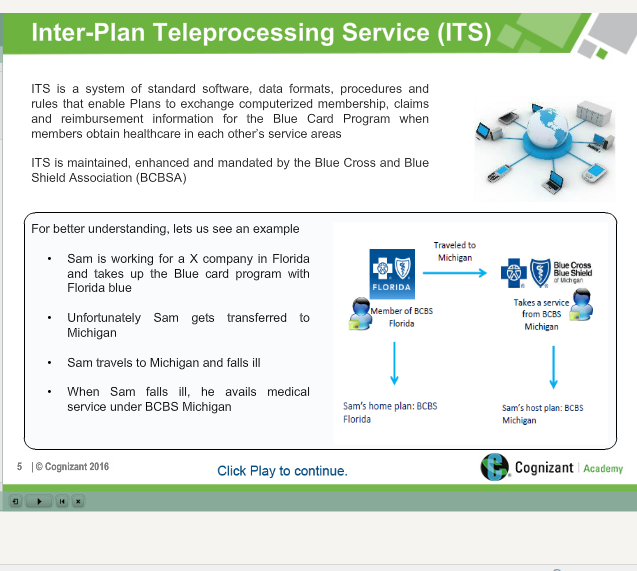 Inter-Plan Teleprocessing Service (ITS)
ITS is a system of standard software, data formats, procedures and
rules that enable Plans to exchange computerized membership, claims
and reimbursement information for the Blue Card Program when
members obtain healthcare in each other's service areas
ITS is maintained, enhanced and mandated by the Blue Cross and Blue
Shield Association (BCBSA)
For better understanding, lets us see an example
• Sam is working for a X company in Florida
and takes up the Blue card program with
Florida blue
• Unfortunately Sam gets transferred to
Michigan
• Sam travels to Michigan and falls ill
• When Sam falls ill, he avails medical
service under BCBS Michigan
FLORIDA
Traveled to
Michigan
Blue Cross
Blue Shield
of Michigan
Member of BCBS
Florida
Takes a service
from BCBS
Michigan
Sam's home plan: BCBS
Florida
Sam's host plan: BCBS
Michigan
5 | © Cognizant 2016
Click Play to continue.
Cognizant | Academy